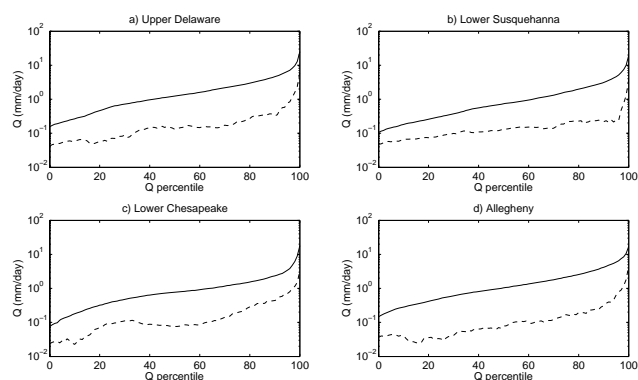 a) Upper Delaware
Q (mm/day)
10^2
10^1
10^0
10^-1
10^-2
0 20 40 60 80 100
Q percentile
b) Lower Susquehanna
Q (mm/day)
10^2
10^1
10^0
10^-1
10^-2
0 20 40 60 80 100
Q percentile
c) Lower Chesapeake
Q (mm/day)
10^2
10^1
10^0
10^-1
10^-2
0 20 40 60 80 100
Q percentile
d) Allegheny
Q (mm/day)
10^2
10^1
10^0
10^-1
10^-2
0 20 40 60 80 100
Q percentile